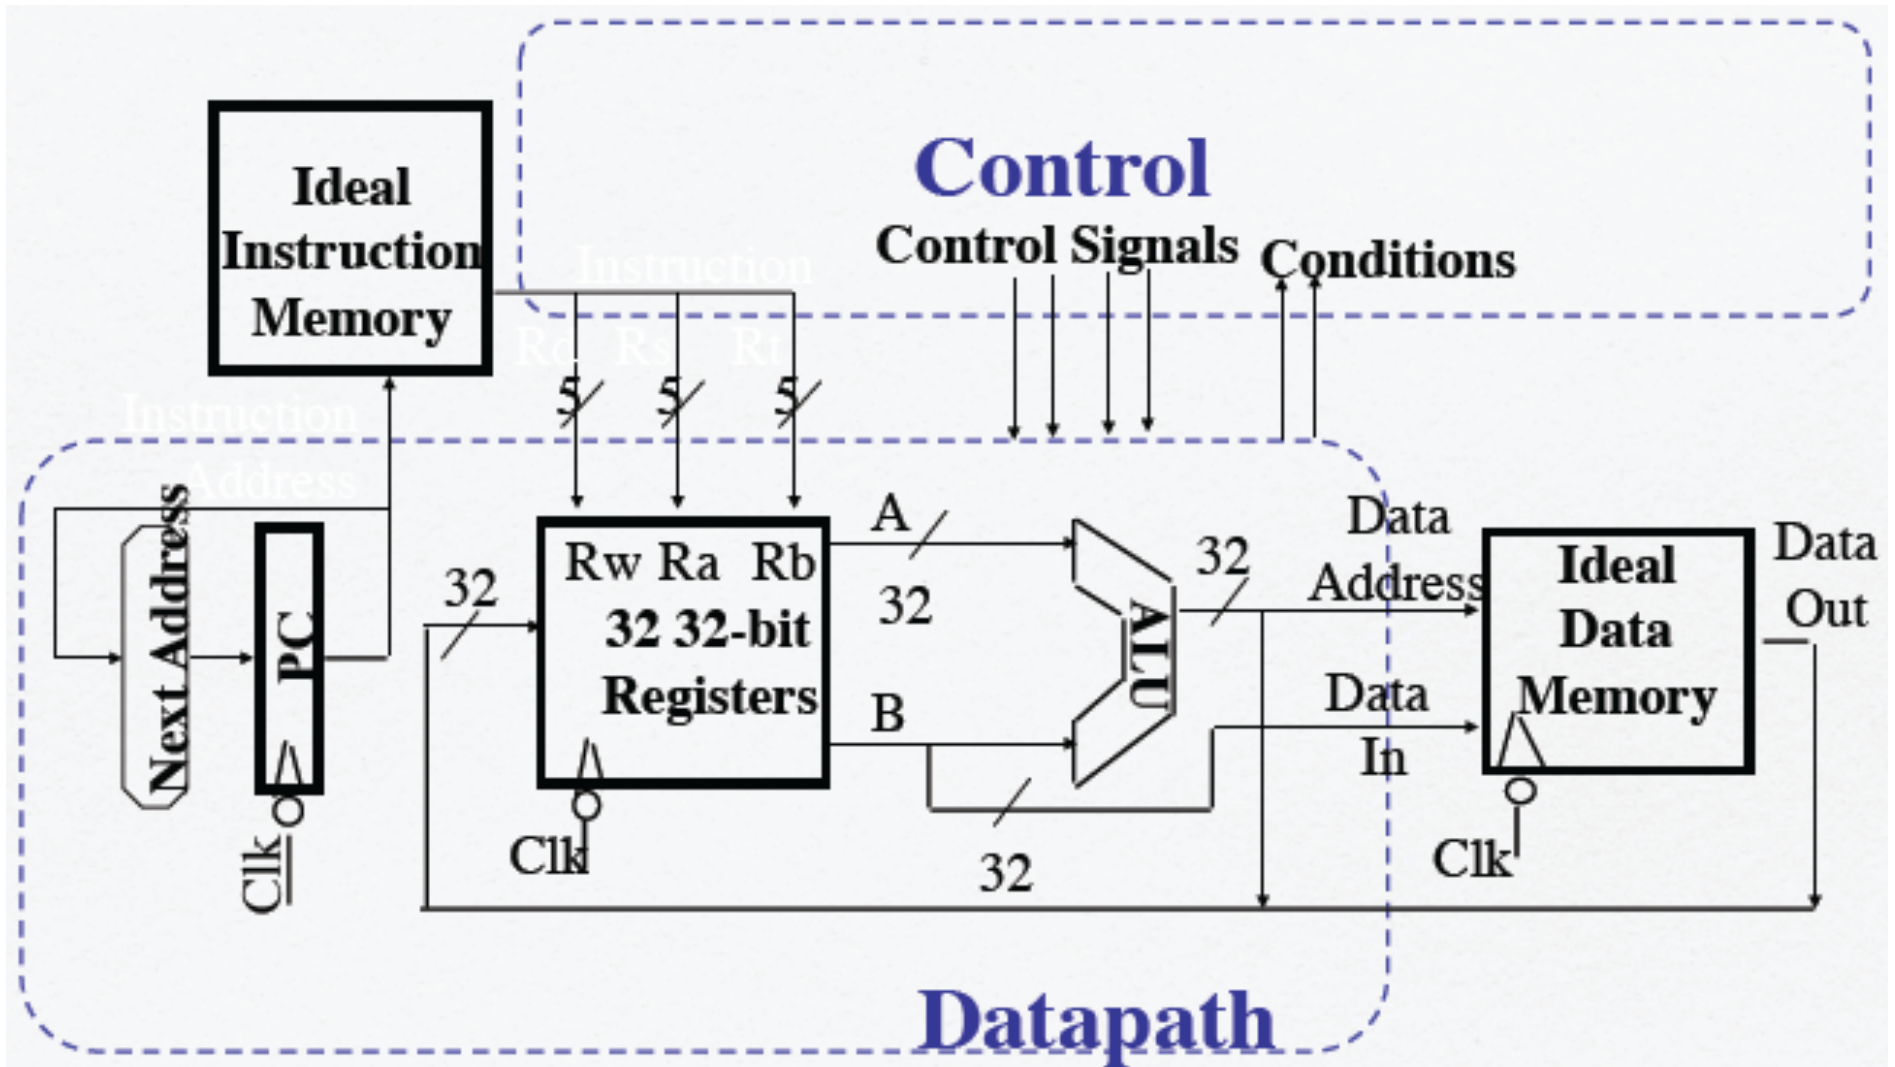 Control
Ideal
Instruction
Memory
Control Signals
Conditions
Instruction
Rd Rs Rt
5 5 5
Instruction
Address
Next Address
PC
Clk
32
Rw Ra Rb
32 32-bit
Registers
Clk
A
32
B
32
ALU
32
Data
Address
Data
In
Ideal
Data
Memory
Clk
Data
Out
Datapath